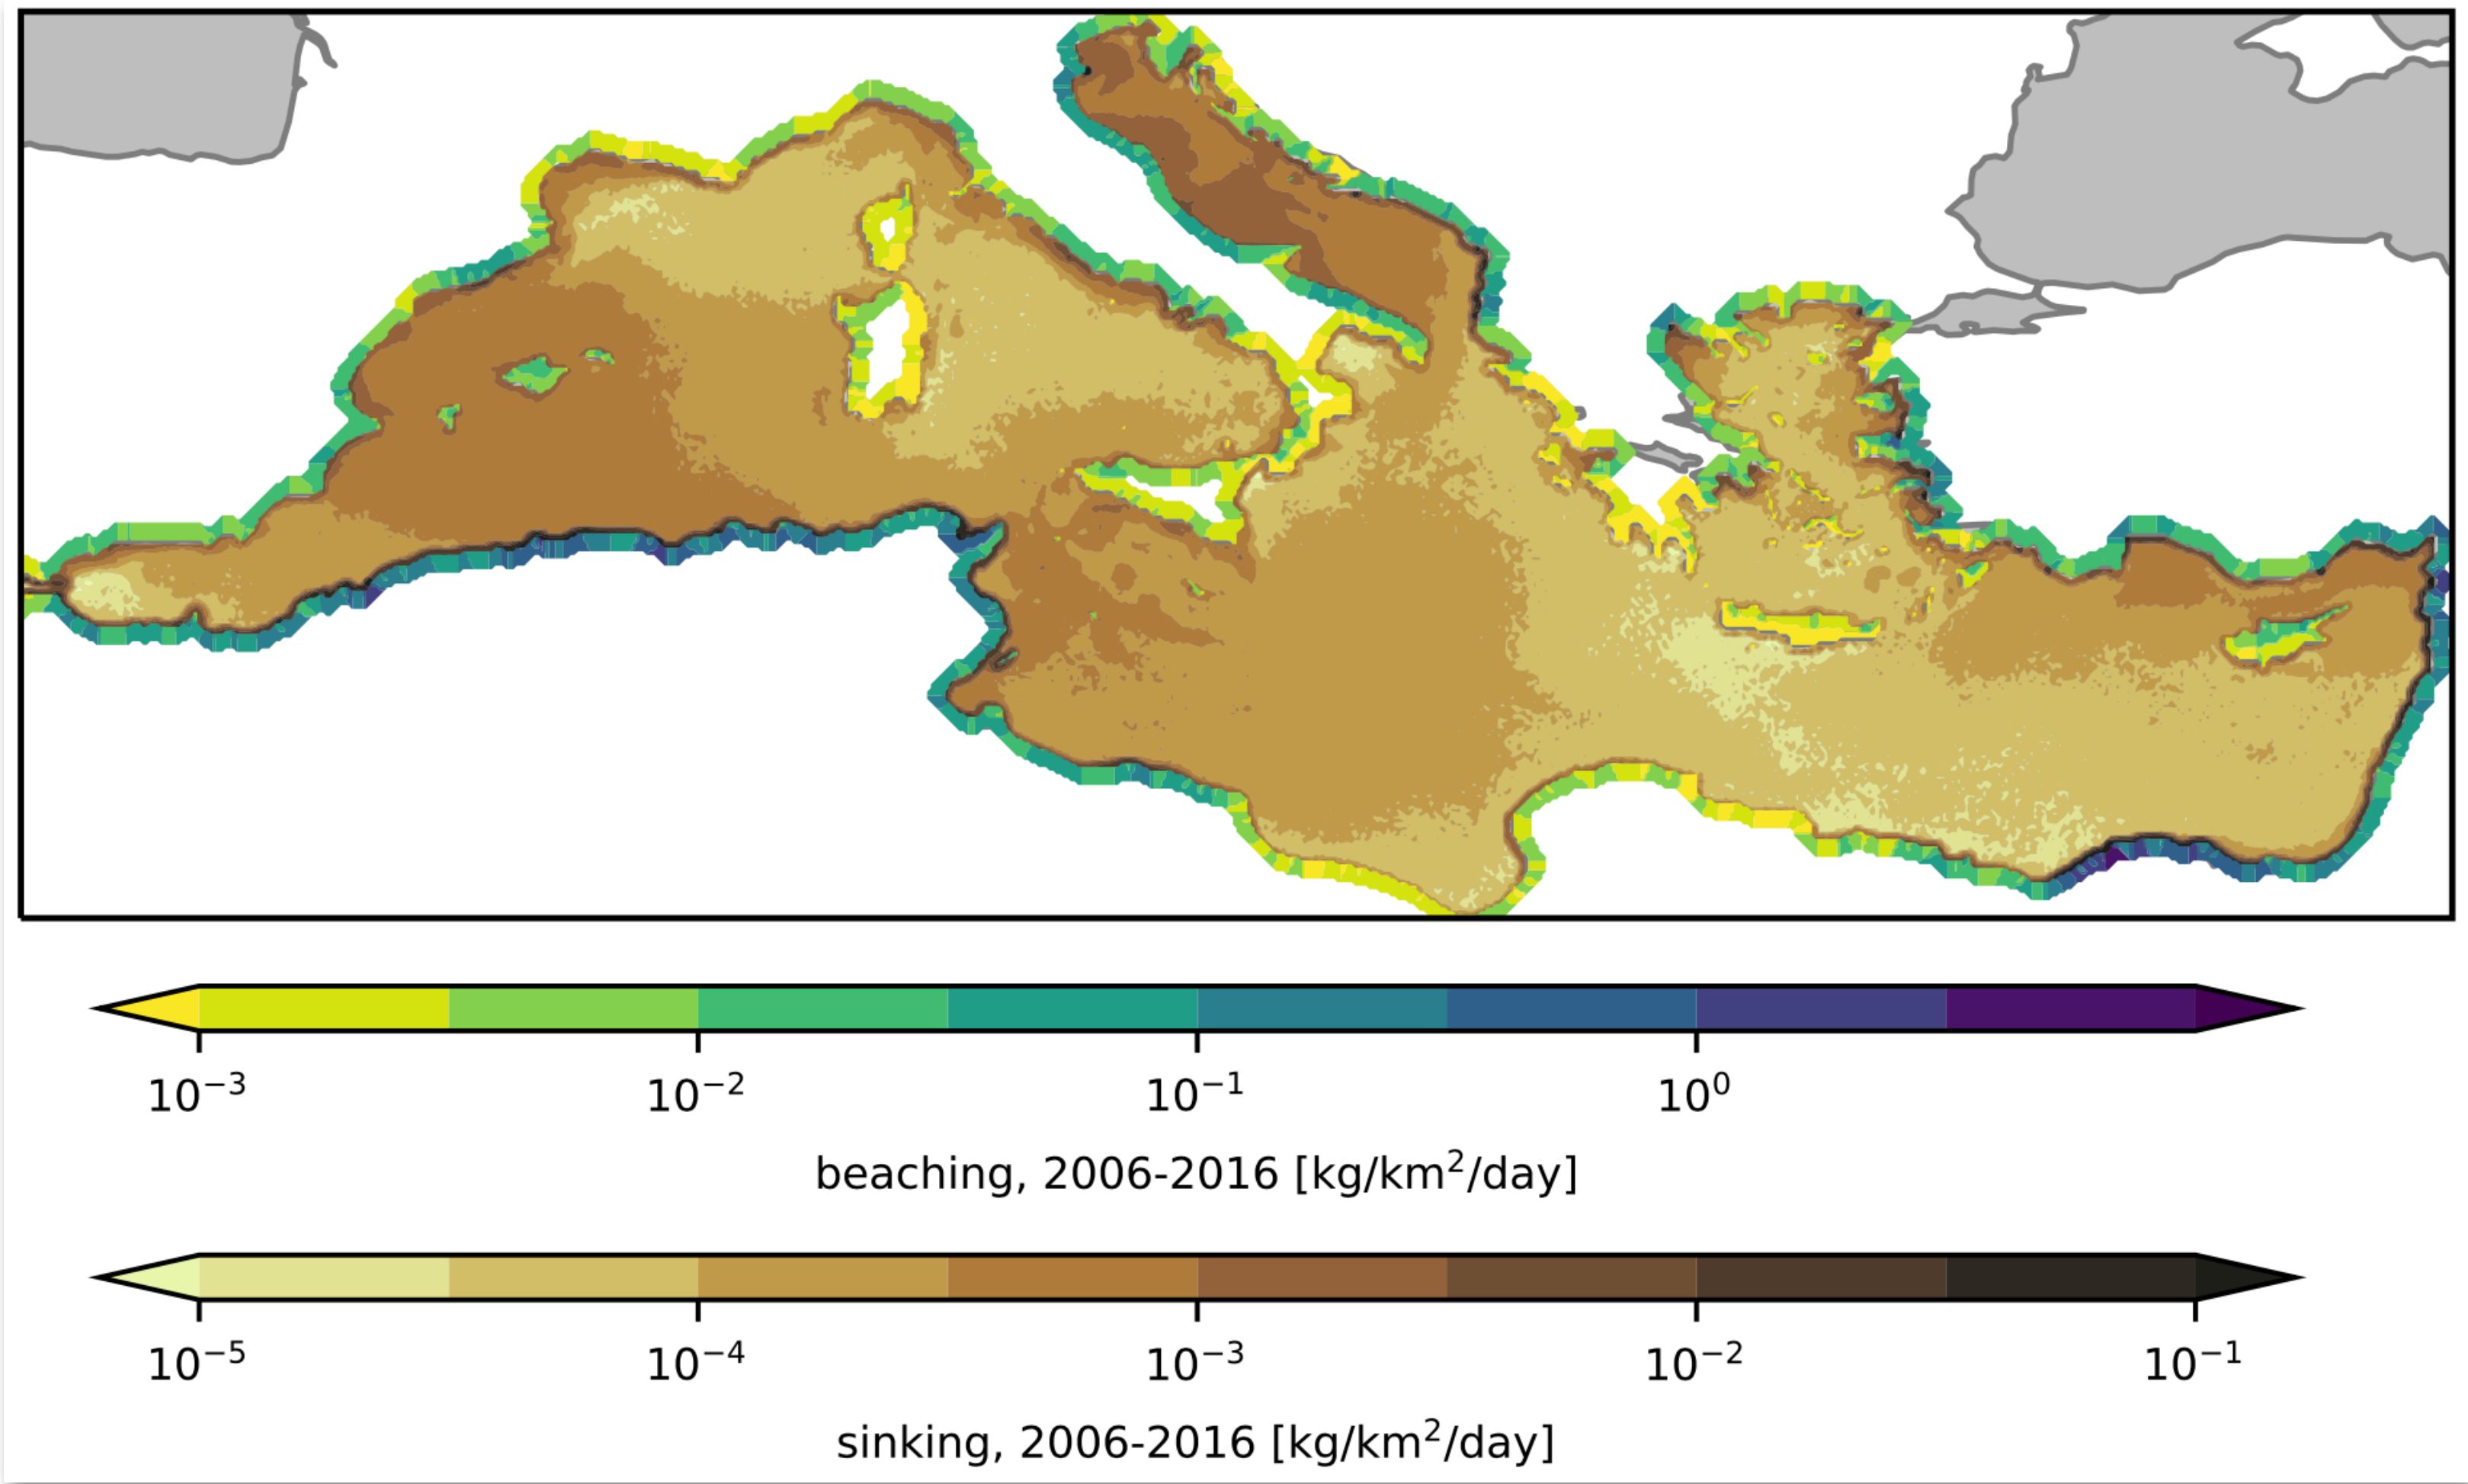 10⁻³ 10⁻² 10⁻¹ 10⁰
beaching, 2006-2016 [kg/km²/day]
10⁻⁵ 10⁻⁴ 10⁻³ 10⁻² 10⁻¹
sinking, 2006-2016 [kg/km²/day]